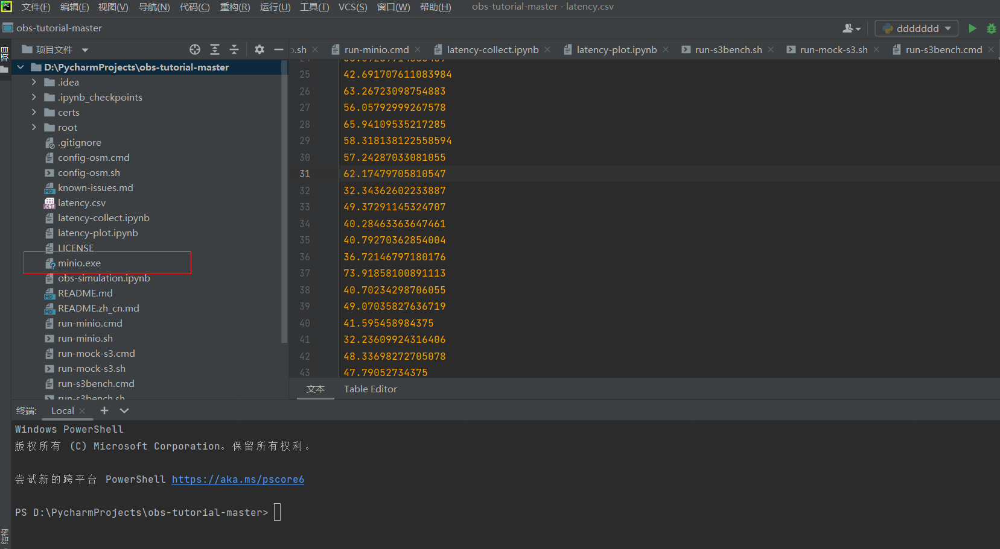 PC 文件(F) 编辑(E) 视图(V) 导航(N) 代码(C) 重构(R) 运行(U) 工具(T) VCS(S) 窗口(W) 帮助(H) obs-tutorial-master - latency.csv
obs-tutorial-master
ddddddd
项目
项目文件
D:\PycharmProjects\obs-tutorial-master
.idea
.ipynb_checkpoints
certs
root
.gitignore
config-osm.cmd
config-osm.sh
known-issues.md
latency.csv
latency-collect.ipynb
latency-plot.ipynb
LICENSE
minio.exe
obs-simulation.ipynb
README.md
README.zh_cn.md
run-minio.cmd
run-minio.sh
run-mock-s3.cmd
run-mock-s3.sh
run-s3bench.cmd
run-s3bench.sh
o.sh run-minio.cmd latency-collect.ipynb latency-plot.ipynb run-s3bench.sh run-mock-s3.sh run-s3bench.cmd
25 42.691707611083984
26 63.26723098754883
27 56.05792999267578
28 65.94109535217285
29 58.318138122558594
30 57.24287033081055
31 62.17479705810547
32 32.34362602233887
33 49.37291145324707
34 40.28463363647461
35 40.79270362854004
36 36.72146797180176
37 73.91858100891113
38 40.70234298706055
39 49.07035827636719
40 41.595458984375
41 32.23609924316406
42 48.33698272705078
43 47.79052734375
文本 Table Editor
终端: Local
Windows PowerShell
版权所有 (C) Microsoft Corporation。保留所有权利。
尝试新的跨平台 PowerShell https://aka.ms/pscore6
PS D:\PycharmProjects\obs-tutorial-master>
结构